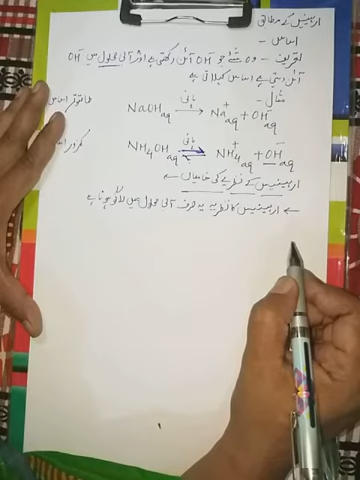 ارہینیس کے مطابق
اساس -
تعریف - وہ شئے جو OH⁻ آئن رکھتی ہے اور آبی محلول میں OH⁻
آئن دیتی ہے اساس کہلاتی ہے
مثال -
طاقتور اساس NaOH aq پانی → Na⁺ aq + OH⁻ aq
کمزور NH4OH aq پانی ⇌ NH4⁺ aq + OH⁻ aq
ارہینیس کے نظریے کی خامیاں
ارہینیس کا نظریہ صرف آبی محلول میں لاگو ہوتا ہے